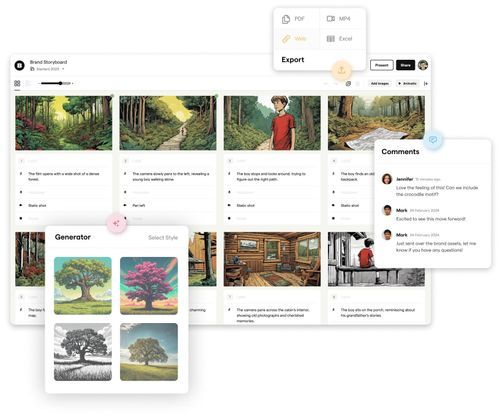 PDF
MP4
Web
Excel
Export
B
Brand Storyboard
Present
Share
Add Images
Animatic
The film opens with a wide shot of a dense
forest.
Static shot
The camera slowly pans to the left, revealing a
young boy walking alone.
Pan left
The boy stops and looks around, trying to
figure out the right path.
Static shot
The boy finds an old
backpack.
Static shot
Comments
Jennifer 12 minutes ago
Love the feeling of this! Can we include
the crocodile motif?
Mark 09 February 2024
Excited to see this move forward!
Mark 09 February 2024
Just sent over the brand assets, let me
know if you have any questions!
Generator
Select Style
The boy
map.
charming
The camera pans across the cabin's interior,
showing old photographs and cherished
memories.
The boy sits on the porch, reminiscing about
his grandfather's stories